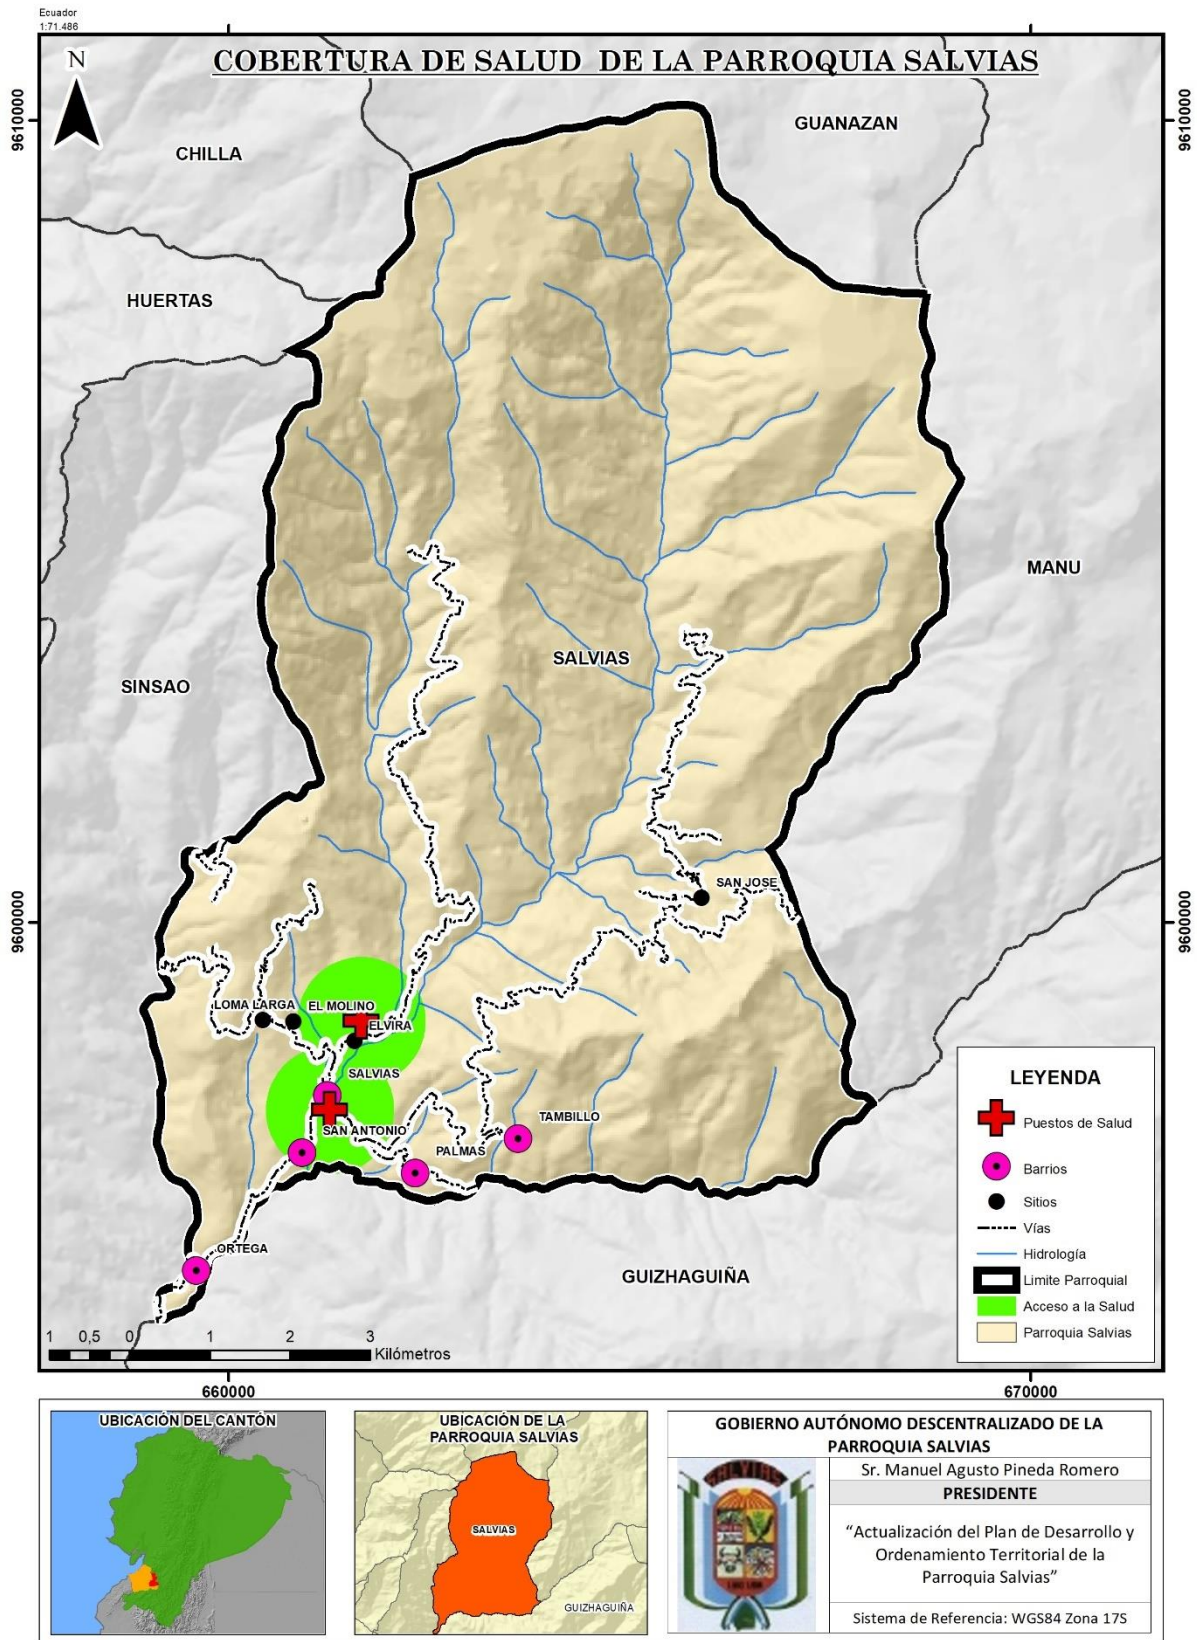 Ecuador
1:71.486
COBERTURA DE SALUD DE LA PARROQUIA SALVIAS
N
9610000
9610000
GUANAZAN
CHILLA
HUERTAS
MANU
SALVIAS
SINSAO
SAN JOSE
9600000
9600000
LOMA LARGA
EL MOLINO
ELVIRA
SALVIAS
TAMBILLO
SAN ANTONIO
PALMAS
ORTEGA
GUIZHAGUIÑA
LEYENDA
Puestos de Salud
Barrios
Sitios
Vías
Hidrología
Limite Parroquial
Acceso a la Salud
Parroquia Salvias
1 0,5 0 1 2 3
Kilómetros
660000
670000
UBICACIÓN DEL CANTÓN
UBICACIÓN DE LA
PARROQUIA SALVIAS
SALVIAS
GUIZHAGUIÑA
GOBIERNO AUTÓNOMO DESCENTRALIZADO DE LA
PARROQUIA SALVIAS
SALVIAS
Sr. Manuel Agusto Pineda Romero
PRESIDENTE
“Actualización del Plan de Desarrollo y
Ordenamiento Territorial de la
Parroquia Salvias”
Sistema de Referencia: WGS84 Zona 17S